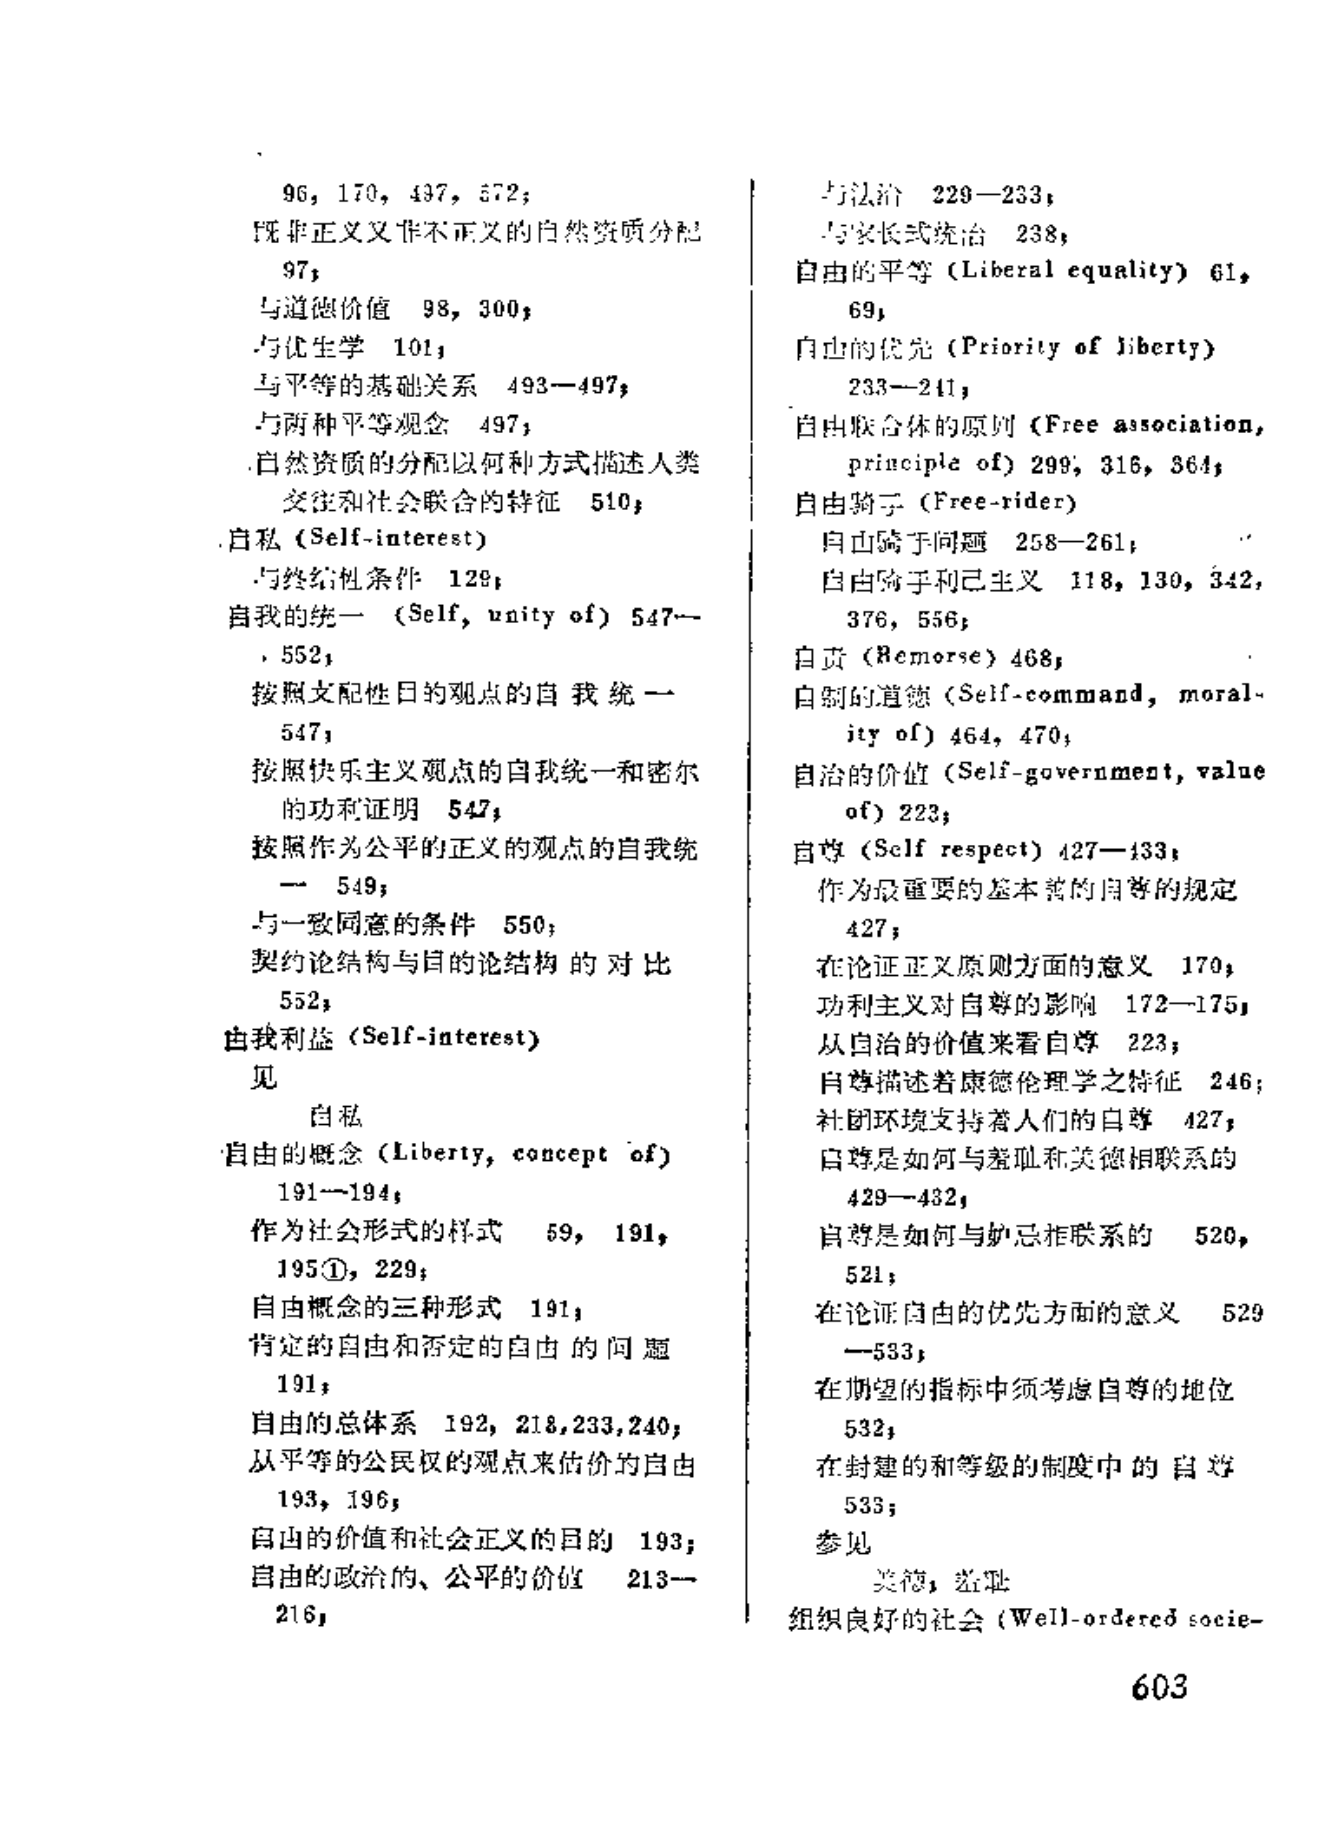 96, 170, 497, 572;
既非正义又非不正义的自然资质分配
97;
与道德价值 98, 300;
与优生学 101;
与平等的基础关系 493—497;
与两种平等观念 497;
自然资质的分配以何种方式描述人类
交往和社会联合的特征 510;
自私 (Self-interest)
与终结性条件 129;
自我的统一 (Self, unity of) 547—
552;
按照支配性目的观点的自我统一
547;
按照快乐主义观点的自我统一和密尔
的功利证明 547;
按照作为公平的正义的观点的自我统
一 549;
与一致同意的条件 550;
契约论结构与目的论结构的对比
552;
由我利益 (Self-interest)
见
自私
自由的概念 (Liberty, concept of)
191—194;
作为社会形式的样式 59, 191,
195①, 229;
自由概念的三种形式 191;
肯定的自由和否定的自由的问题
191;
自由的总体系 192, 218,233,240;
从平等的公民权的观点来估价的自由
193, 196;
自由的价值和社会正义的目的 193;
自由的政治的、公平的价值 213—
216;
与法治 229—233;
与家长式统治 238;
自由的平等 (Liberal equality) 61,
69;
自由的优先 (Priority of liberty)
233—241;
自由联合体的原则 (Free association,
principle of) 299, 316, 364;
自由骑手 (Free-rider)
自由骑手问题 258—261;
自由骑手利己主义 118, 130, 342,
376, 556;
自责 (Remorse) 468;
自制的道德 (Self-command, moral-
ity of) 464, 470;
自治的价值 (Self-government, value
of) 223;
自尊 (Self respect) 427—433;
作为最重要的基本善的自尊的规定
427;
在论证正义原则方面的意义 170;
功利主义对自尊的影响 172—175;
从自治的价值来看自尊 223;
自尊描述着康德伦理学之特征 246;
社团环境支持着人们的自尊 427;
自尊是如何与羞耻和美德相联系的
429—432;
自尊是如何与妒忌相联系的 520,
521;
在论证自由的优先方面的意义 529
—533;
在期望的指标中须考虑自尊的地位
532;
在封建的和等级的制度中的自尊
533;
参见
美德; 羞耻
组织良好的社会 (Well-ordered socie-
603